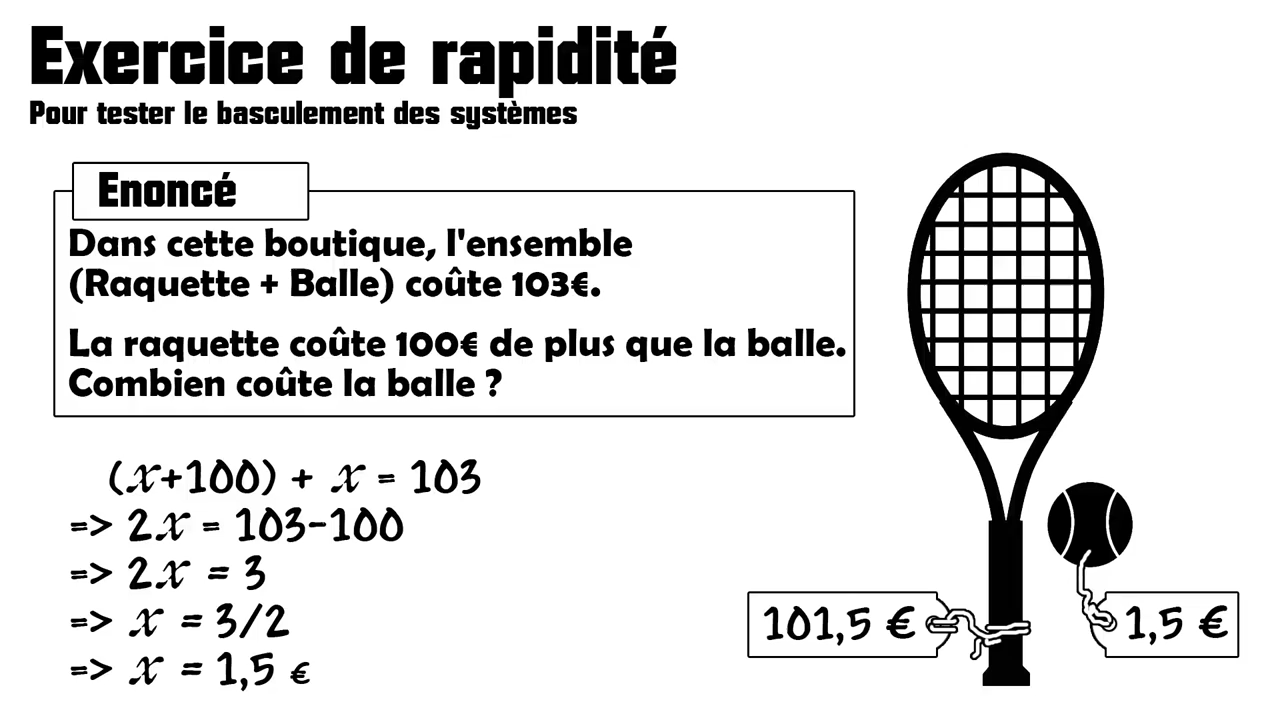 Exercice de rapidité
Pour tester le basculement des systèmes
Enoncé
Dans cette boutique, l'ensemble
(Raquette + Balle) coûte 103€.
La raquette coûte 100€ de plus que la balle.
Combien coûte la balle ?
(x+100) + x = 103
=> 2x = 103-100
=> 2x = 3
=> x = 3/2
=> x = 1,5 €
101,5 €
1,5 €